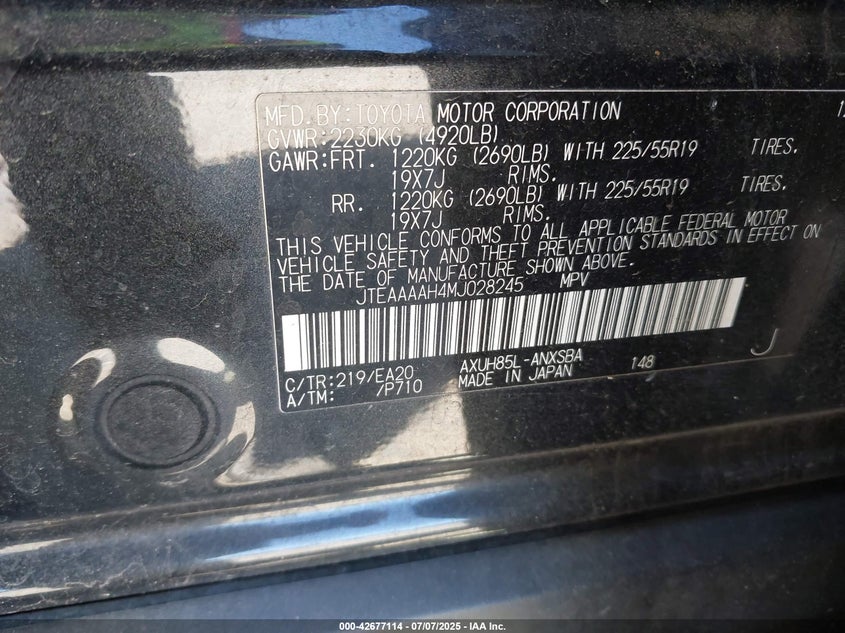 MFD. BY: TOYOTA MOTOR CORPORATION
GVWR: 2230KG (4920LB)
GAWR: FRT. 1220KG (2690LB) WITH 225/55R19 TIRES.
19X7J RIMS.
RR. 1220KG (2690LB) WITH 225/55R19 TIRES.
19X7J RIMS.
THIS VEHICLE CONFORMS TO ALL APPLICABLE FEDERAL MOTOR
VEHICLE SAFETY AND THEFT PREVENTION STANDARDS IN EFFECT ON
THE DATE OF MANUFACTURE SHOWN ABOVE.
JTEAAAAH4MJ028245 MPV
C/TR: 219/EA20 AXUH85L-ANXSBA 148 J
A/TM: /P710 MADE IN JAPAN
000-42677114 / 07/07/2025 - IAA Inc.